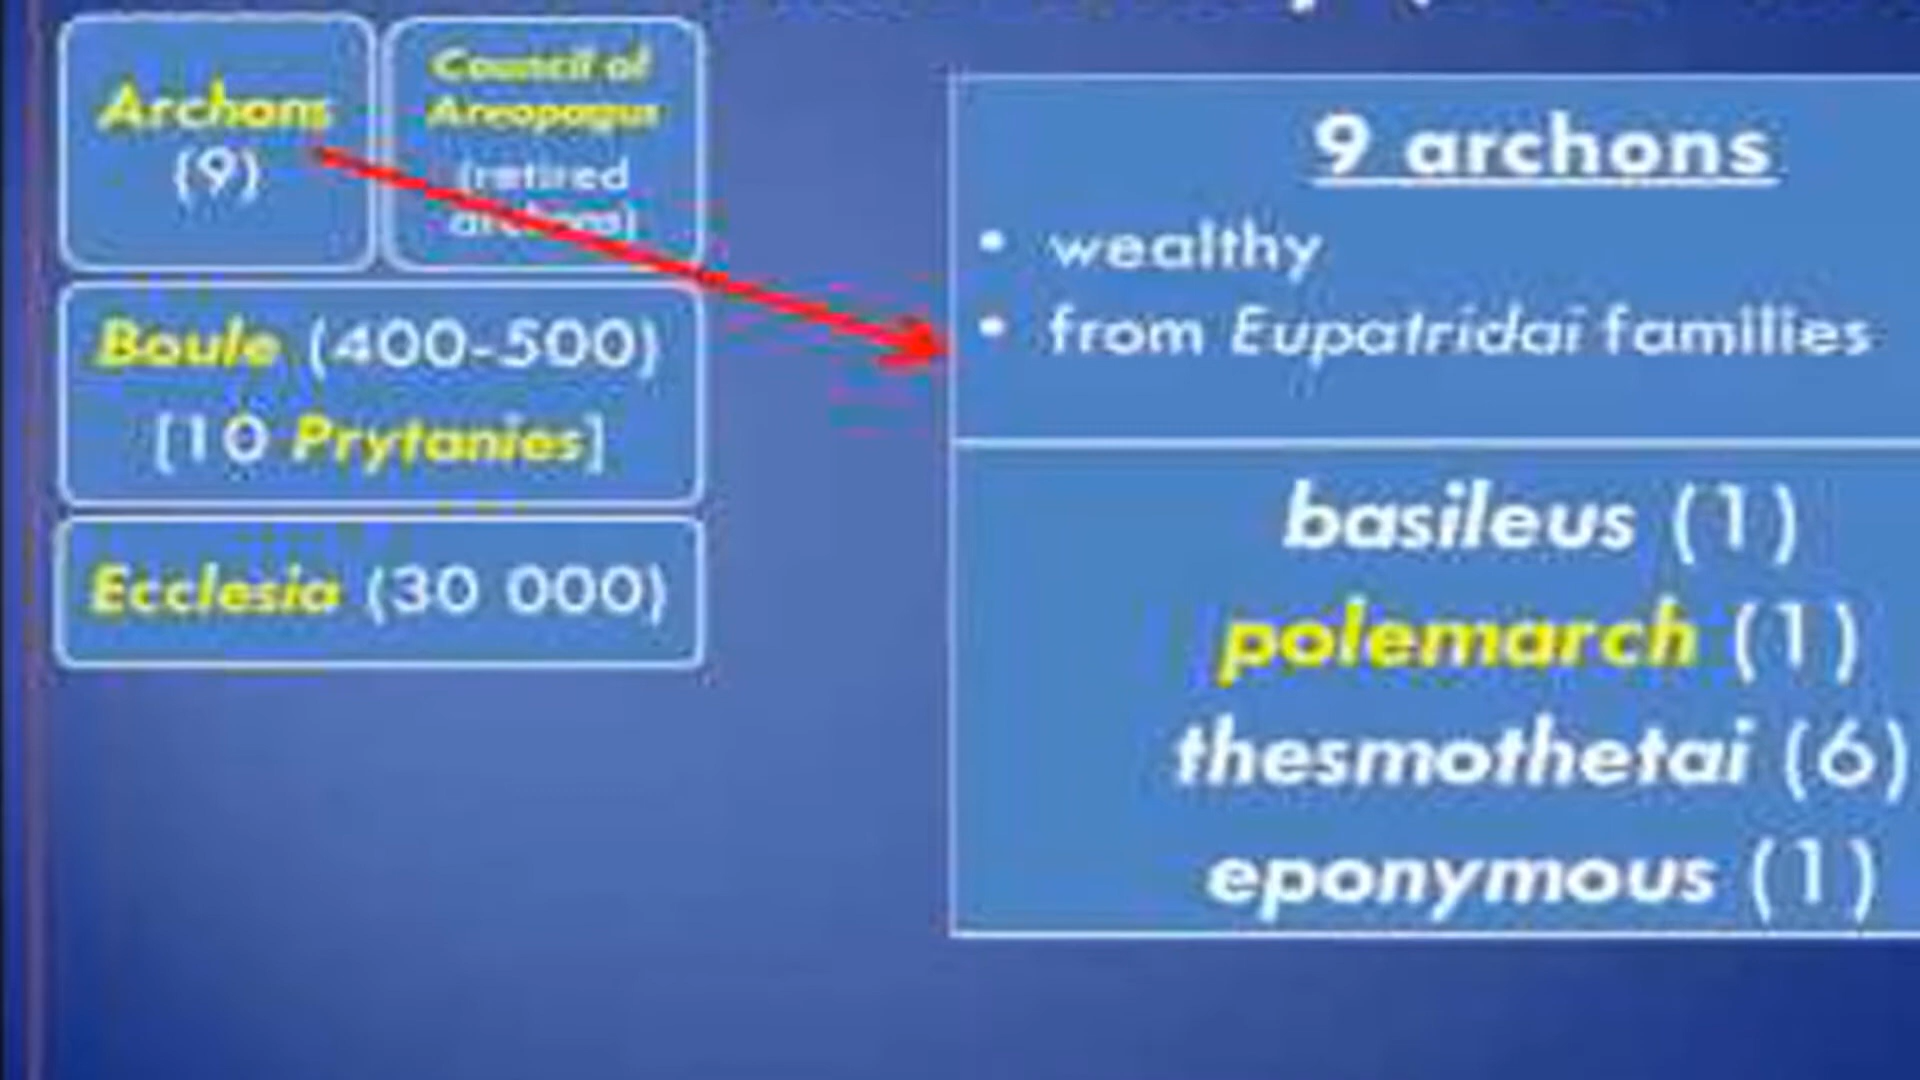 Archons
(9)
Council of
Areopagus
(retired
archons)
Boule (400-500)
[10 Prytanies]
Ecclesia (30 000)
9 archons
• wealthy
• from Eupatridai families
basileus (1)
polemarch (1)
thesmothetai (6)
eponymous (1)